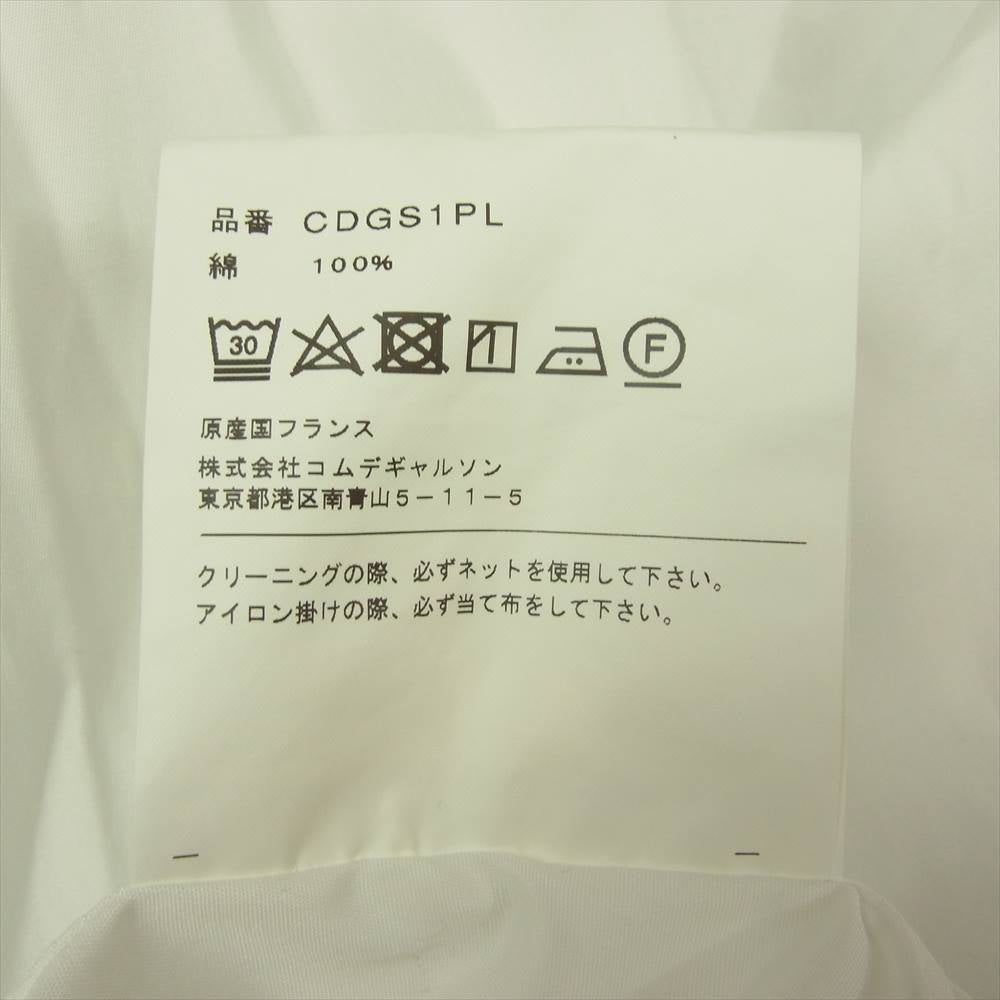 品番 CDGS1PL
綿 100%
30 F
原産国フランス
株式会社コムデギャルソン
東京都港区南青山5-11-5
クリーニングの際、必ずネットを使用して下さい。
アイロン掛けの際、必ず当て布をして下さい。